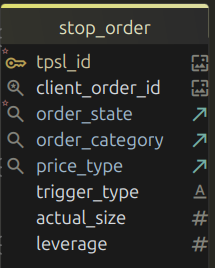 stop_order
tpsl_id
client_order_id
order_state
order_category
price_type
trigger_type A
actual_size #
leverage #